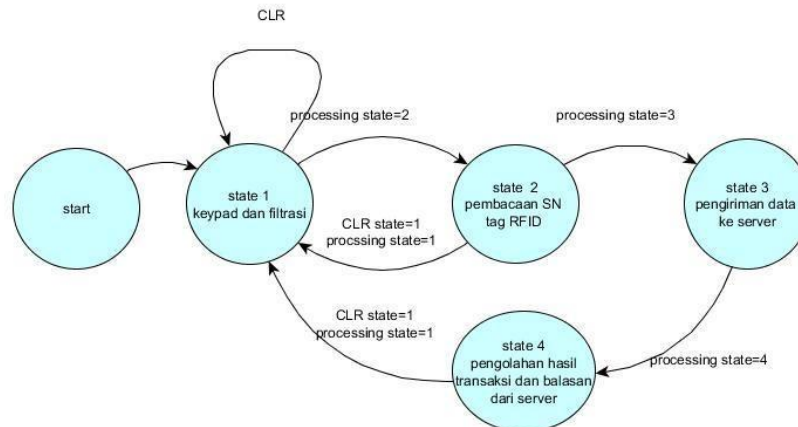 CLR
processing state=2
processing state=3
start
state 1
keypad dan filtrasi
state 2
pembacaan SN
tag RFID
state 3
pengiriman data
ke server
CLR state=1
procssing state=1
CLR state=1
processing state=1
state 4
pengolahan hasil
transaksi dan balasan
dari server
processing state=4